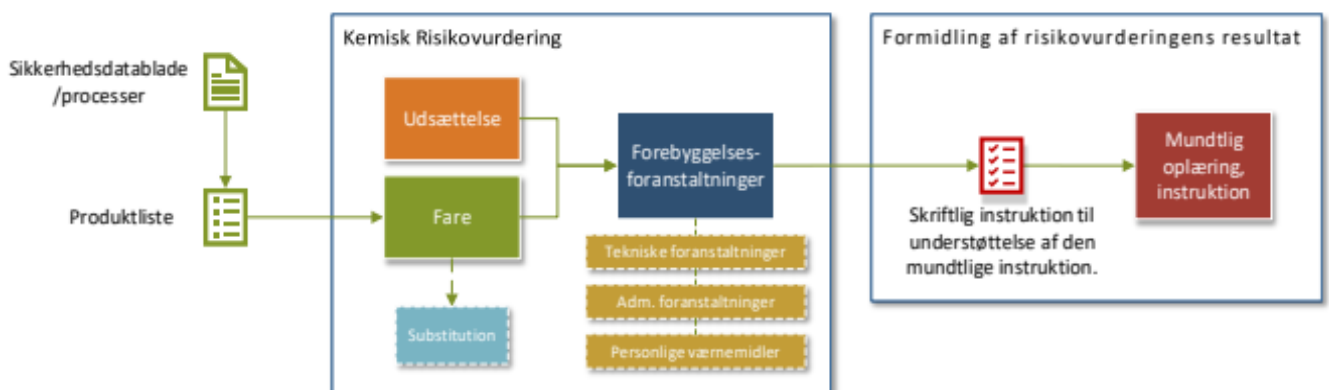 Sikkerhedsdatablade
/processer
Produktliste
Kemisk Risikovurdering
Udsættelse
Fare
Substitution
Forebyggelses-
foranstaltninger
Tekniske foranstaltninger
Adm. foranstaltninger
Personlige værnemidler
Formidling af risikovurderingens resultat
Skriftlig instruktion til
understøttelse af den
mundtlige instruktion.
Mundtlig
oplæring,
instruktion